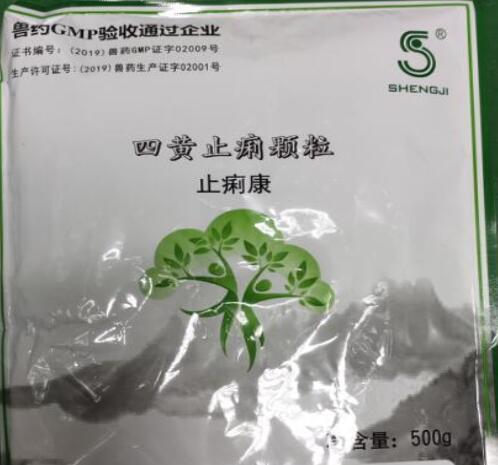 兽药GMP验收通过企业
证书编号：(2019)兽药GMP证字02009号
生产许可证号：(2019)兽药生产证字02001号
®
SHENGJI
四黄止痢颗粒
止痢康
含量：500g